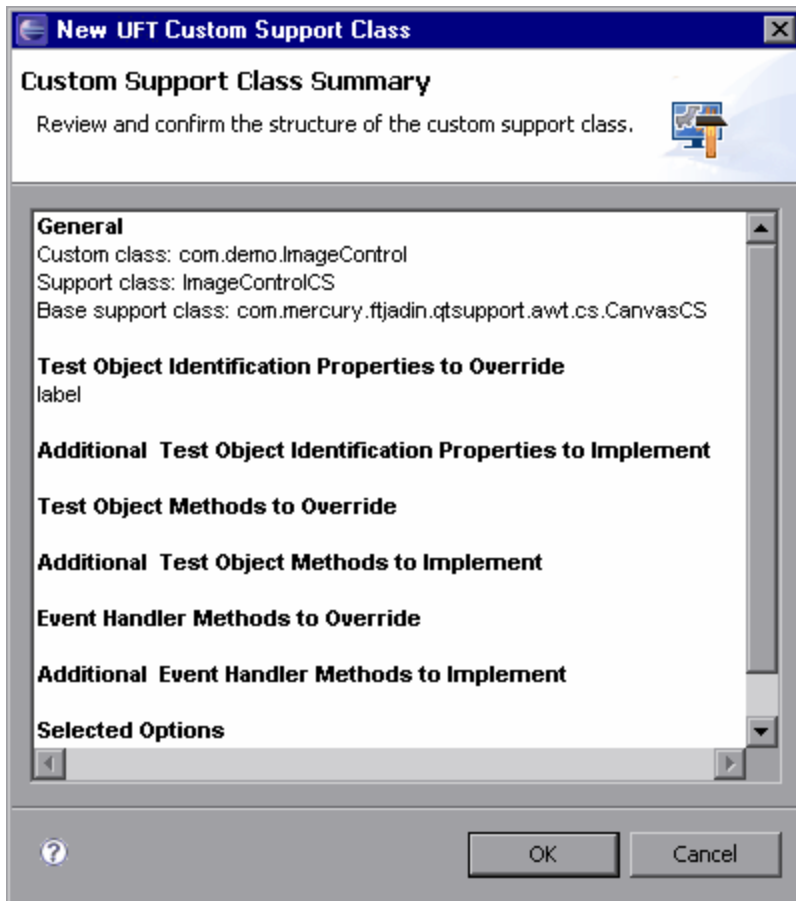 New UFT Custom Support Class
Custom Support Class Summary
Review and confirm the structure of the custom support class.
General
Custom class: com.demo.ImageControl
Support class: ImageControlCS
Base support class: com.mercury.ftjadin.qtsupport.awt.cs.CanvasCS
Test Object Identification Properties to Override
label
Additional  Test Object Identification Properties to Implement
Test Object Methods to Override
Additional  Test Object Methods to Implement
Event Handler Methods to Override
Additional  Event Handler Methods to Implement
Selected Options
?
OK
Cancel